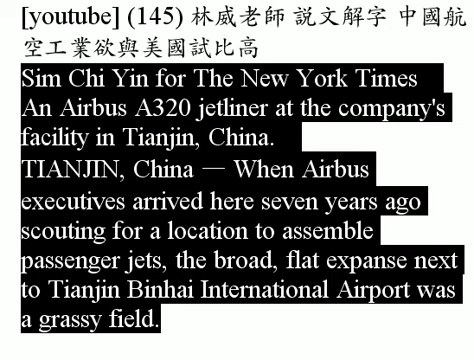 [youtube] (145) 林威老師 説文解字 中國航
空工業欲與美國試比高
Sim Chi Yin for The New York Times
An Airbus A320 jetliner at the company's
facility in Tianjin, China.
TIANJIN, China — When Airbus
executives arrived here seven years ago
scouting for a location to assemble
passenger jets, the broad, flat expanse next
to Tianjin Binhai International Airport was
a grassy field.